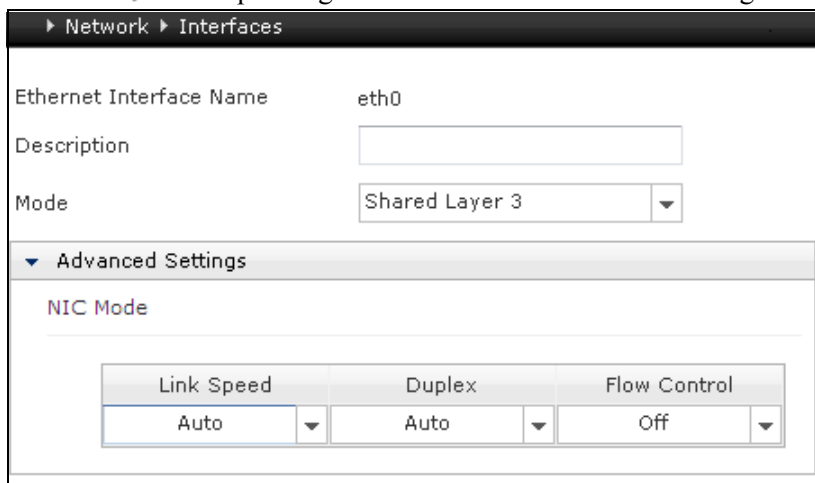 ▸ Network ▸ Interfaces
Ethernet Interface Name eth0
Description
Mode Shared Layer 3
Advanced Settings
NIC Mode
Link Speed Duplex Flow Control
Auto Auto Off